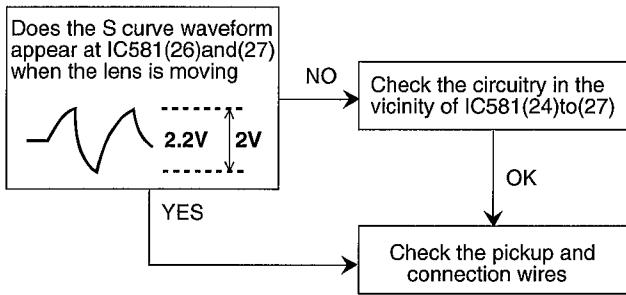 Does the S curve waveform
appear at IC581(26)and(27)
when the lens is moving
2.2V
2V
NO
Check the circuitry in the
vicinity of IC581(24)to(27)
OK
YES
Check the pickup and
connection wires